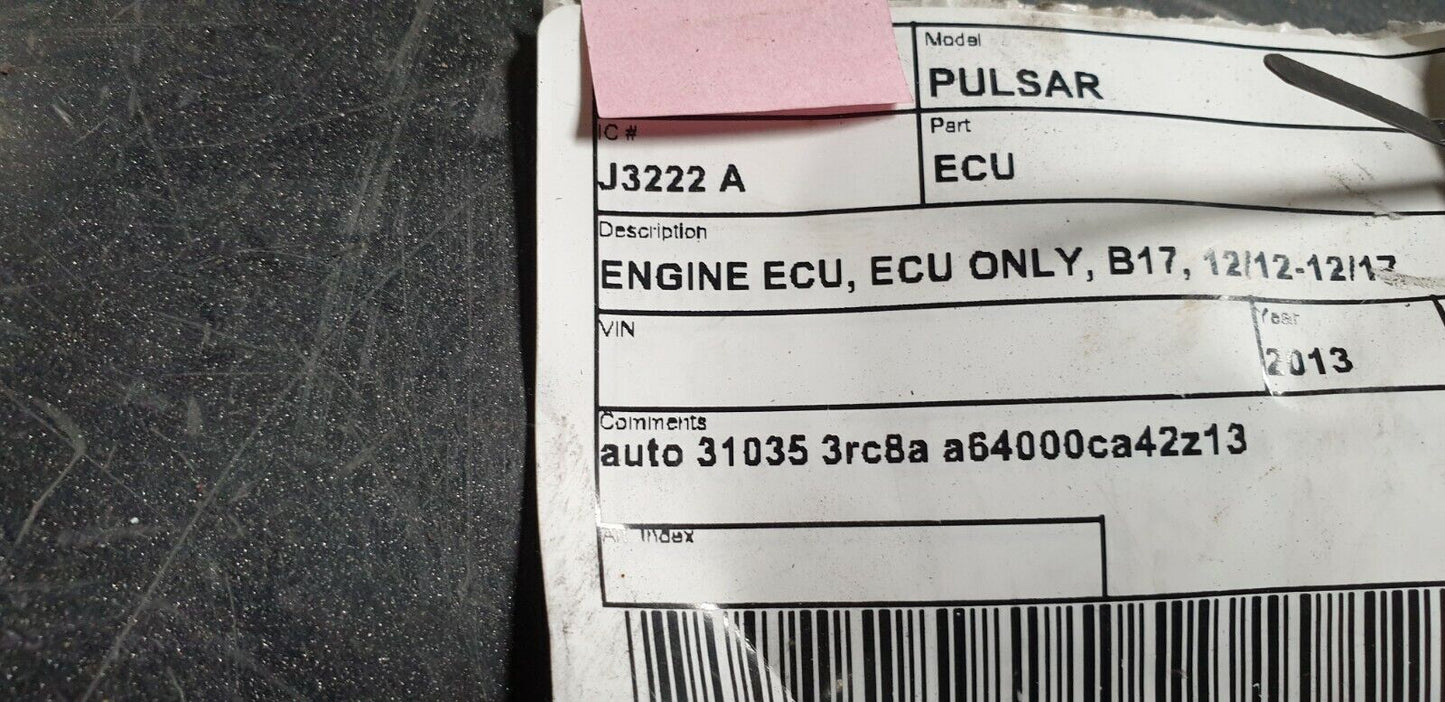 Model
PULSAR
IC #
Part
J3222 A
ECU
Description
ENGINE ECU, ECU ONLY, B17, 12/12-12/17
VIN
Year
2013
Comments
auto 31035 3rc8a a64000ca42z13
Index